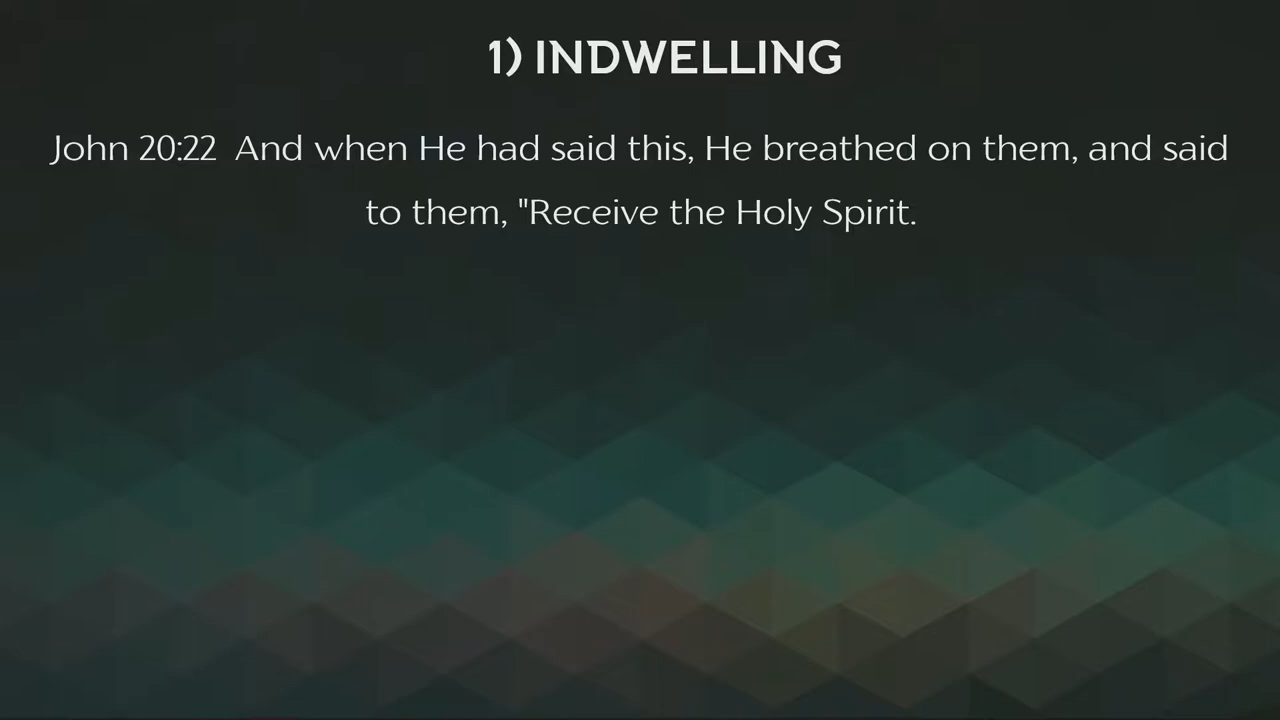 1) INDWELLING
John 20:22  And when He had said this, He breathed on them, and said
to them, "Receive the Holy Spirit.